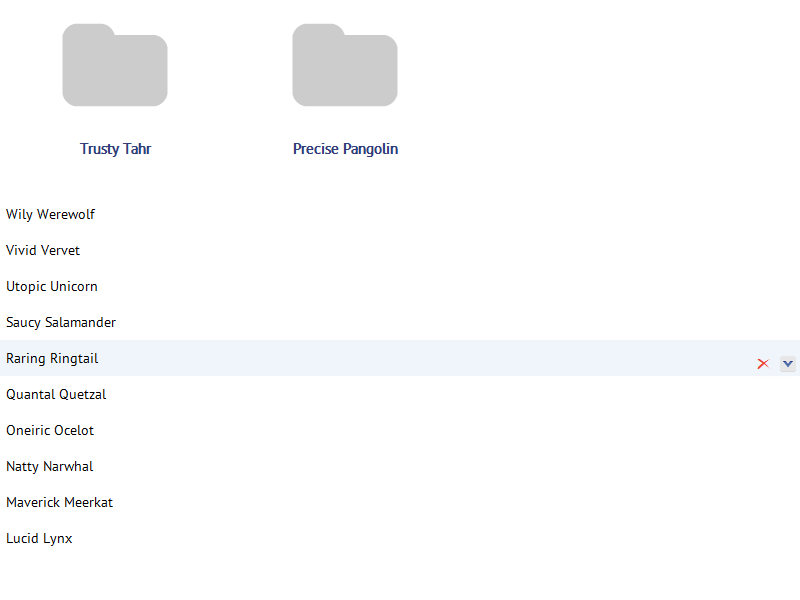 Trusty Tahr
Precise Pangolin
Wily Werewolf
Vivid Vervet
Utopic Unicorn
Saucy Salamander
Raring Ringtail
Quantal Quetzal
Oneiric Ocelot
Natty Narwhal
Maverick Meerkat
Lucid Lynx